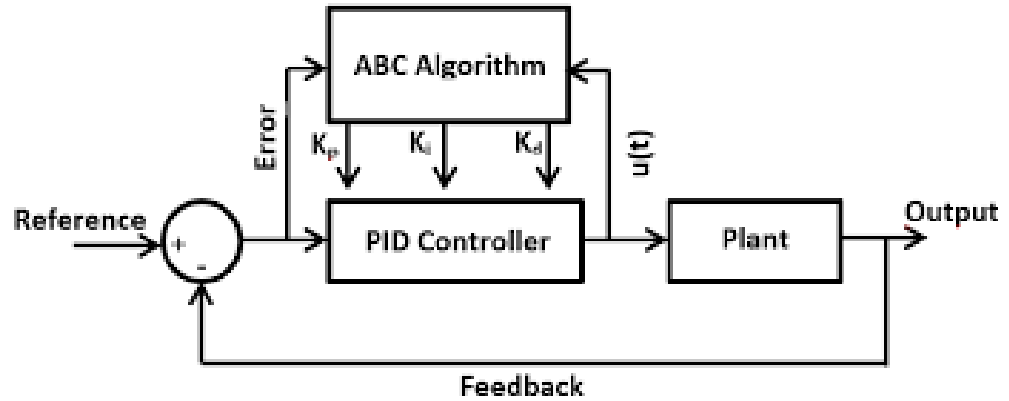 ABC Algorithm
Error
Kp
Ki
Kd
u(t)
Reference
+
-
PID Controller
Plant
Output
Feedback